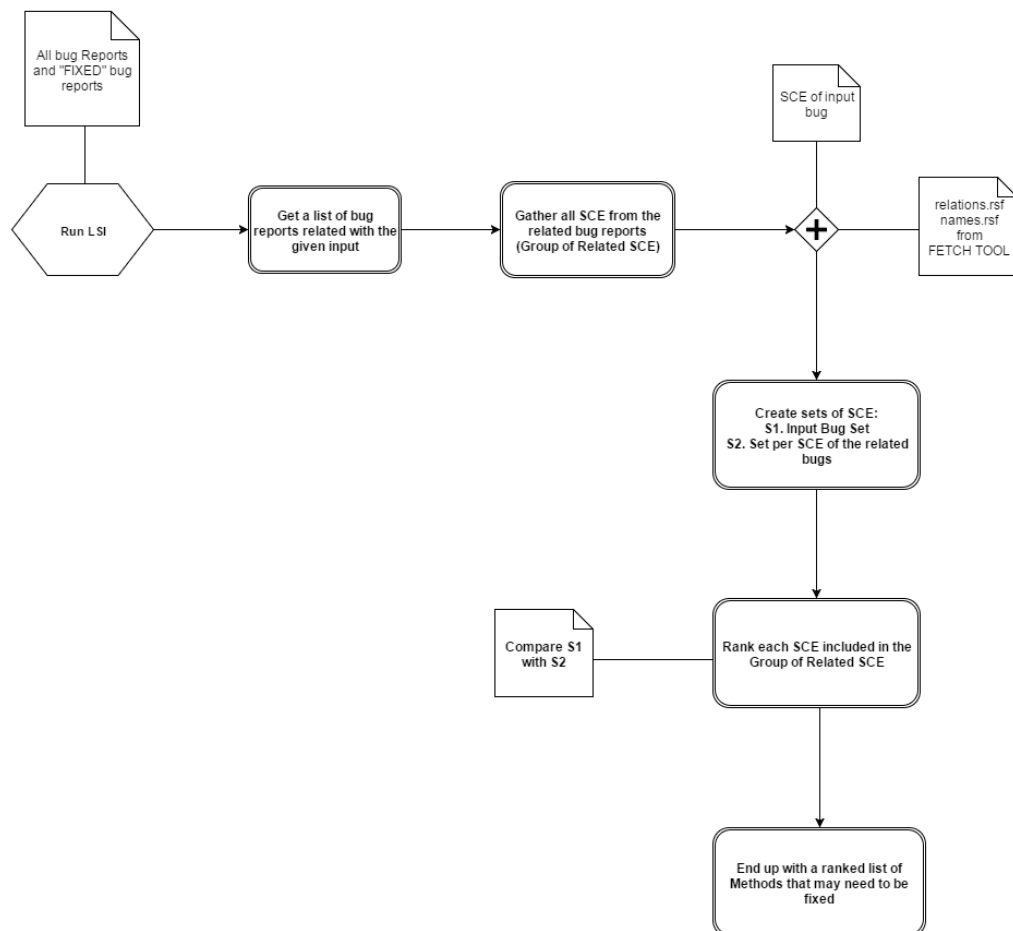 All bug Reports
and "FIXED" bug
reports
SCE of input
bug
relations.rsf
names.rsf
from
FETCH TOOL
Run LSI
Get a list of bug
reports related with the
given input
Gather all SCE from the
related bug reports
(Group of Related SCE)
Create sets of SCE:
S1. Input Bug Set
S2. Set per SCE of the related
bugs
Compare S1
with S2
Rank each SCE included in the
Group of Related SCE
End up with a ranked list of
Methods that may need to be
fixed